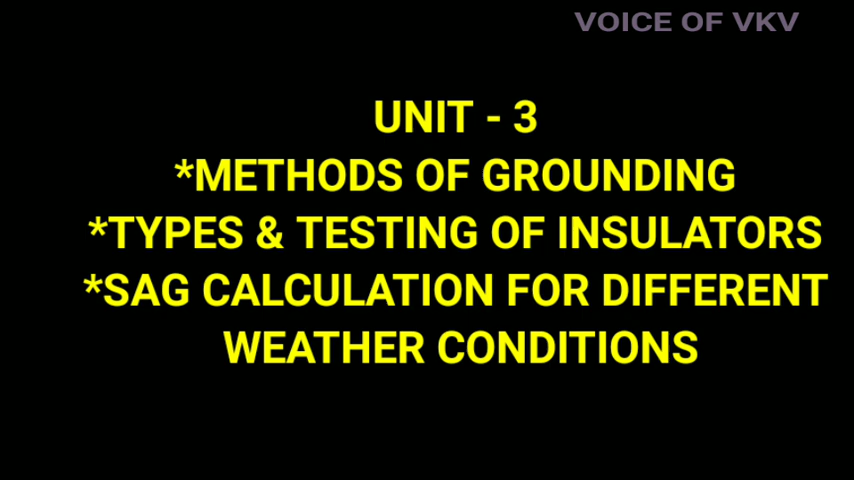 VOICE OF VKV
UNIT - 3
*METHODS OF GROUNDING
*TYPES & TESTING OF INSULATORS
*SAG CALCULATION FOR DIFFERENT
WEATHER CONDITIONS